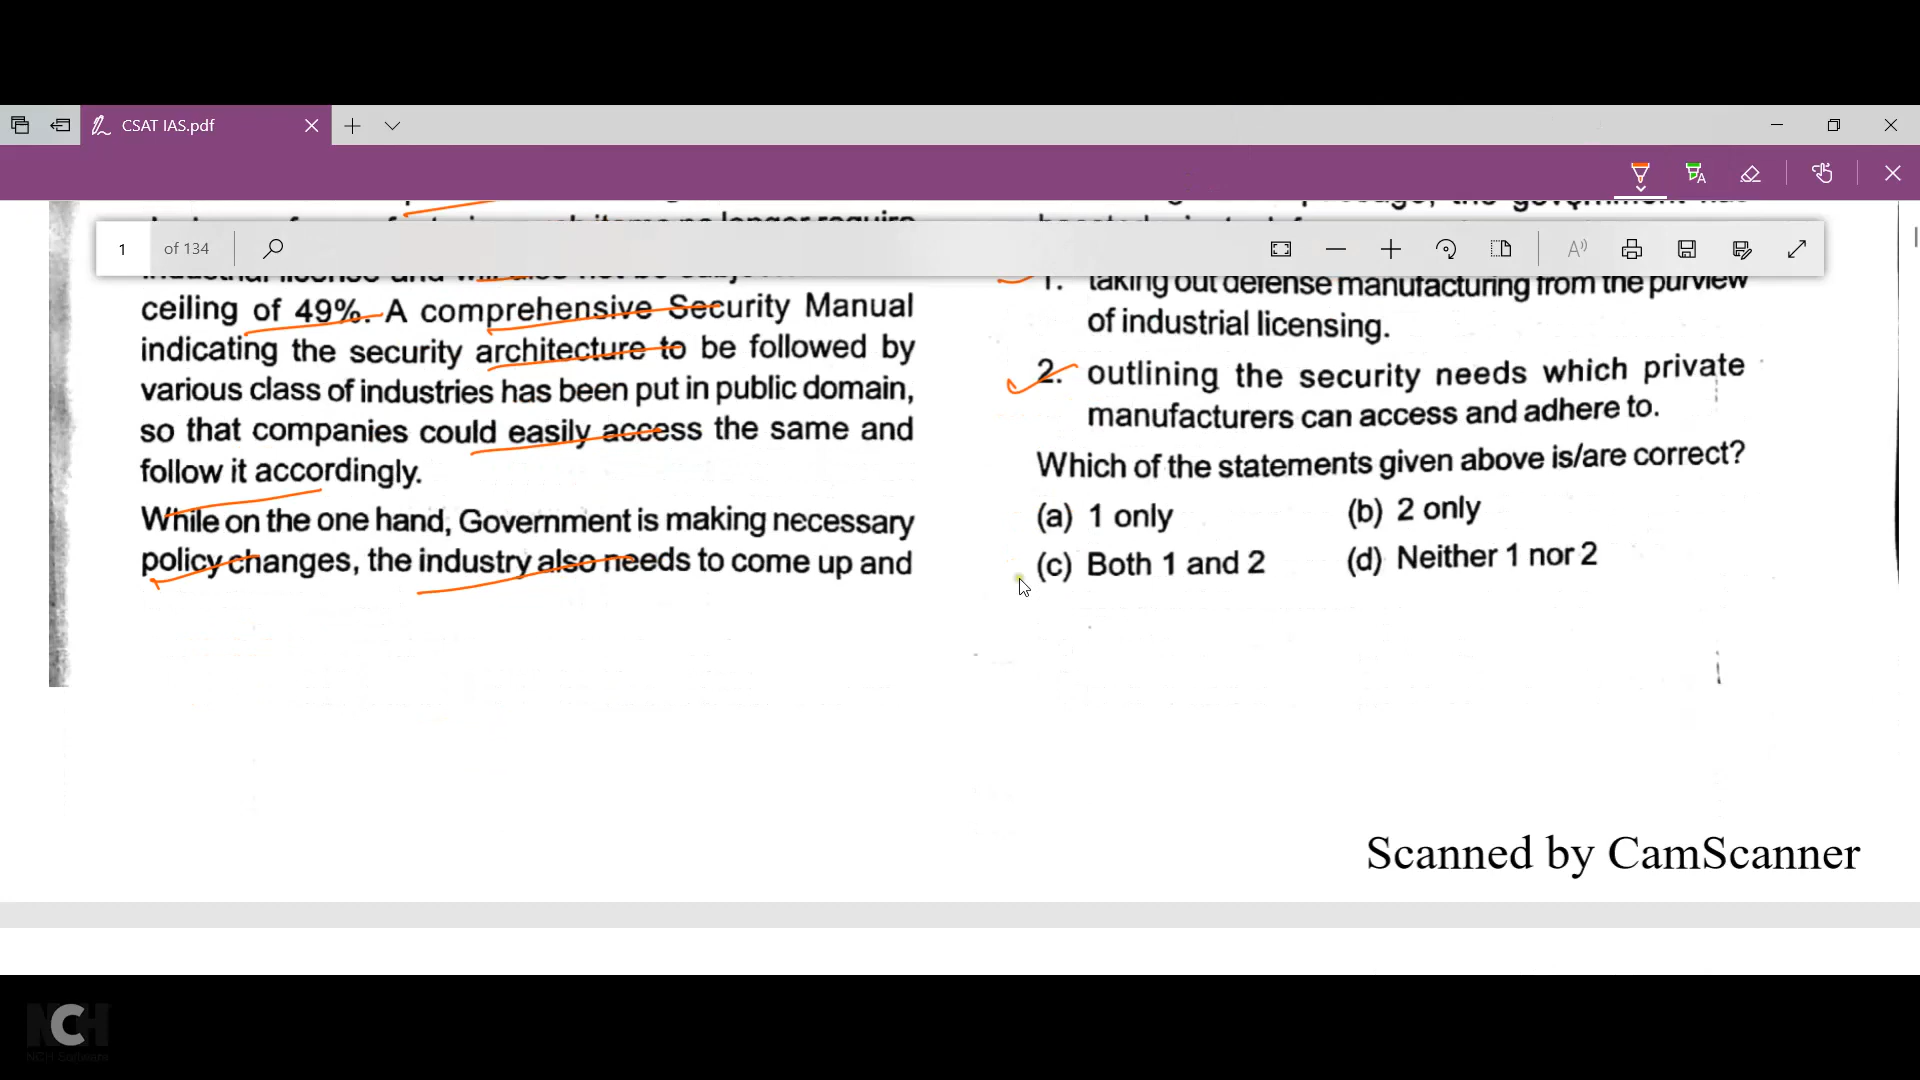 CSAT IAS.pdf
1 of 134
ceiling of 49%. A comprehensive Security Manual
indicating the security architecture to be followed by
various class of industries has been put in public domain,
so that companies could easily access the same and
follow it accordingly.
While on the one hand, Government is making necessary
policy changes, the industry also needs to come up and
1. taking out defense manufacturing from the purview
of industrial licensing.
2. outlining the security needs which private
manufacturers can access and adhere to.
Which of the statements given above is/are correct?
(a) 1 only (b) 2 only
(c) Both 1 and 2 (d) Neither 1 nor 2
Scanned by CamScanner
NCH